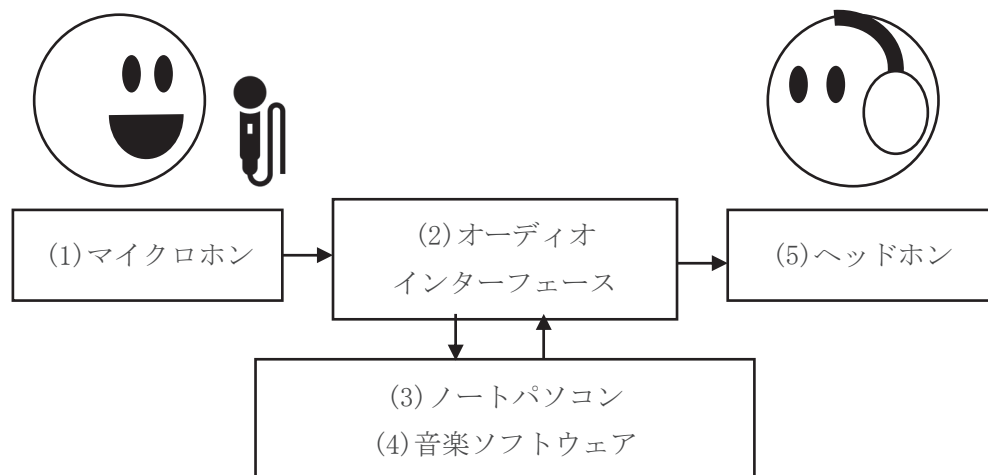 (1)マイクロホン
(2)オーディオ
インターフェース
(5)ヘッドホン
(3)ノートパソコン
(4)音楽ソフトウェア